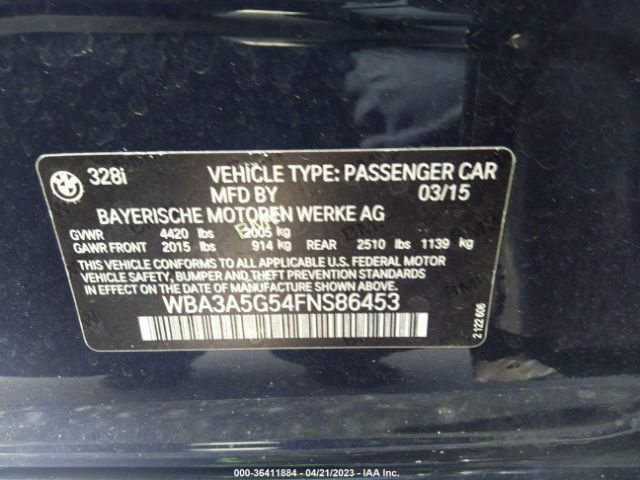 BMW 328i VEHICLE TYPE: PASSENGER CAR
MFD BY 03/15
BAYERISCHE MOTOREN WERKE AG
GVWR 4420 lbs 2005 kg
GAWR FRONT 2015 lbs 914 kg REAR 2510 lbs 1139 kg
THIS VEHICLE CONFORMS TO ALL APPLICABLE U.S. FEDERAL MOTOR
VEHICLE SAFETY, BUMPER AND THEFT PREVENTION STANDARDS
IN EFFECT ON THE DATE OF MANUFACTURE SHOWN ABOVE.
WBA3A5G54FNS86453
2 122 606
000-36411884 - 04/21/2023 - IAA Inc.